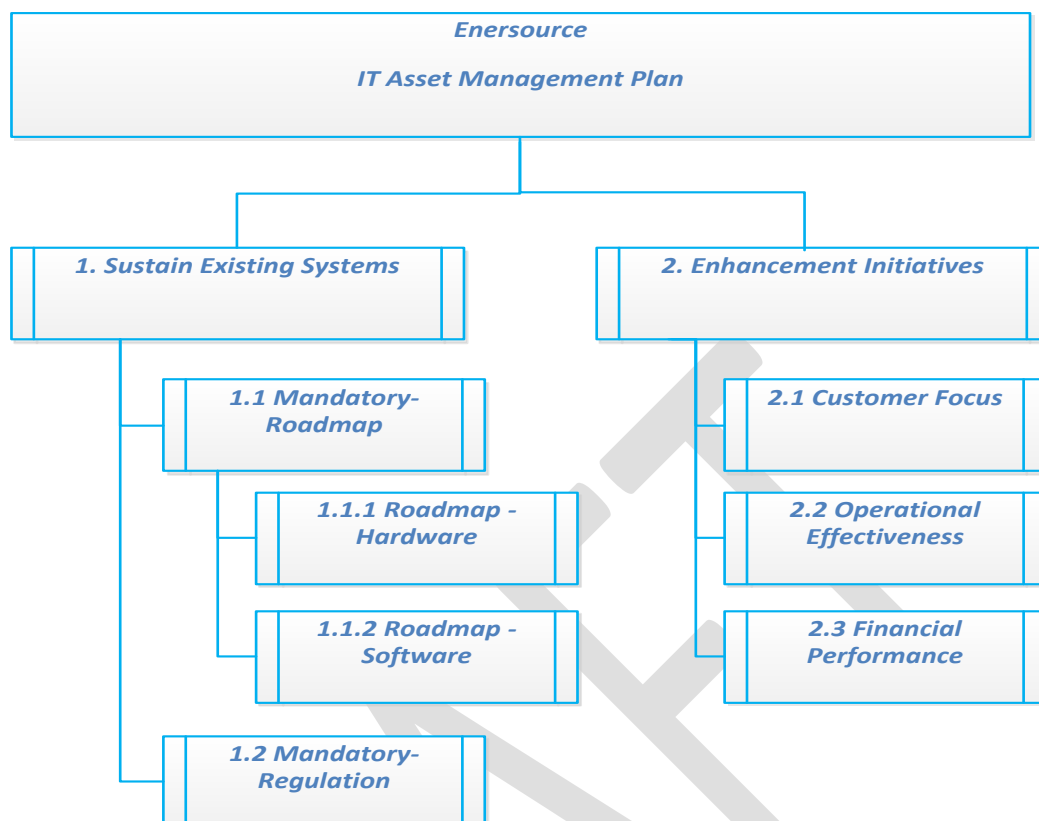 Enersource
IT Asset Management Plan
1. Sustain Existing Systems
2. Enhancement Initiatives
1.1 Mandatory-
Roadmap
2.1 Customer Focus
1.1.1 Roadmap -
Hardware
2.2 Operational
Effectiveness
1.1.2 Roadmap -
Software
2.3 Financial
Performance
1.2 Mandatory-
Regulation